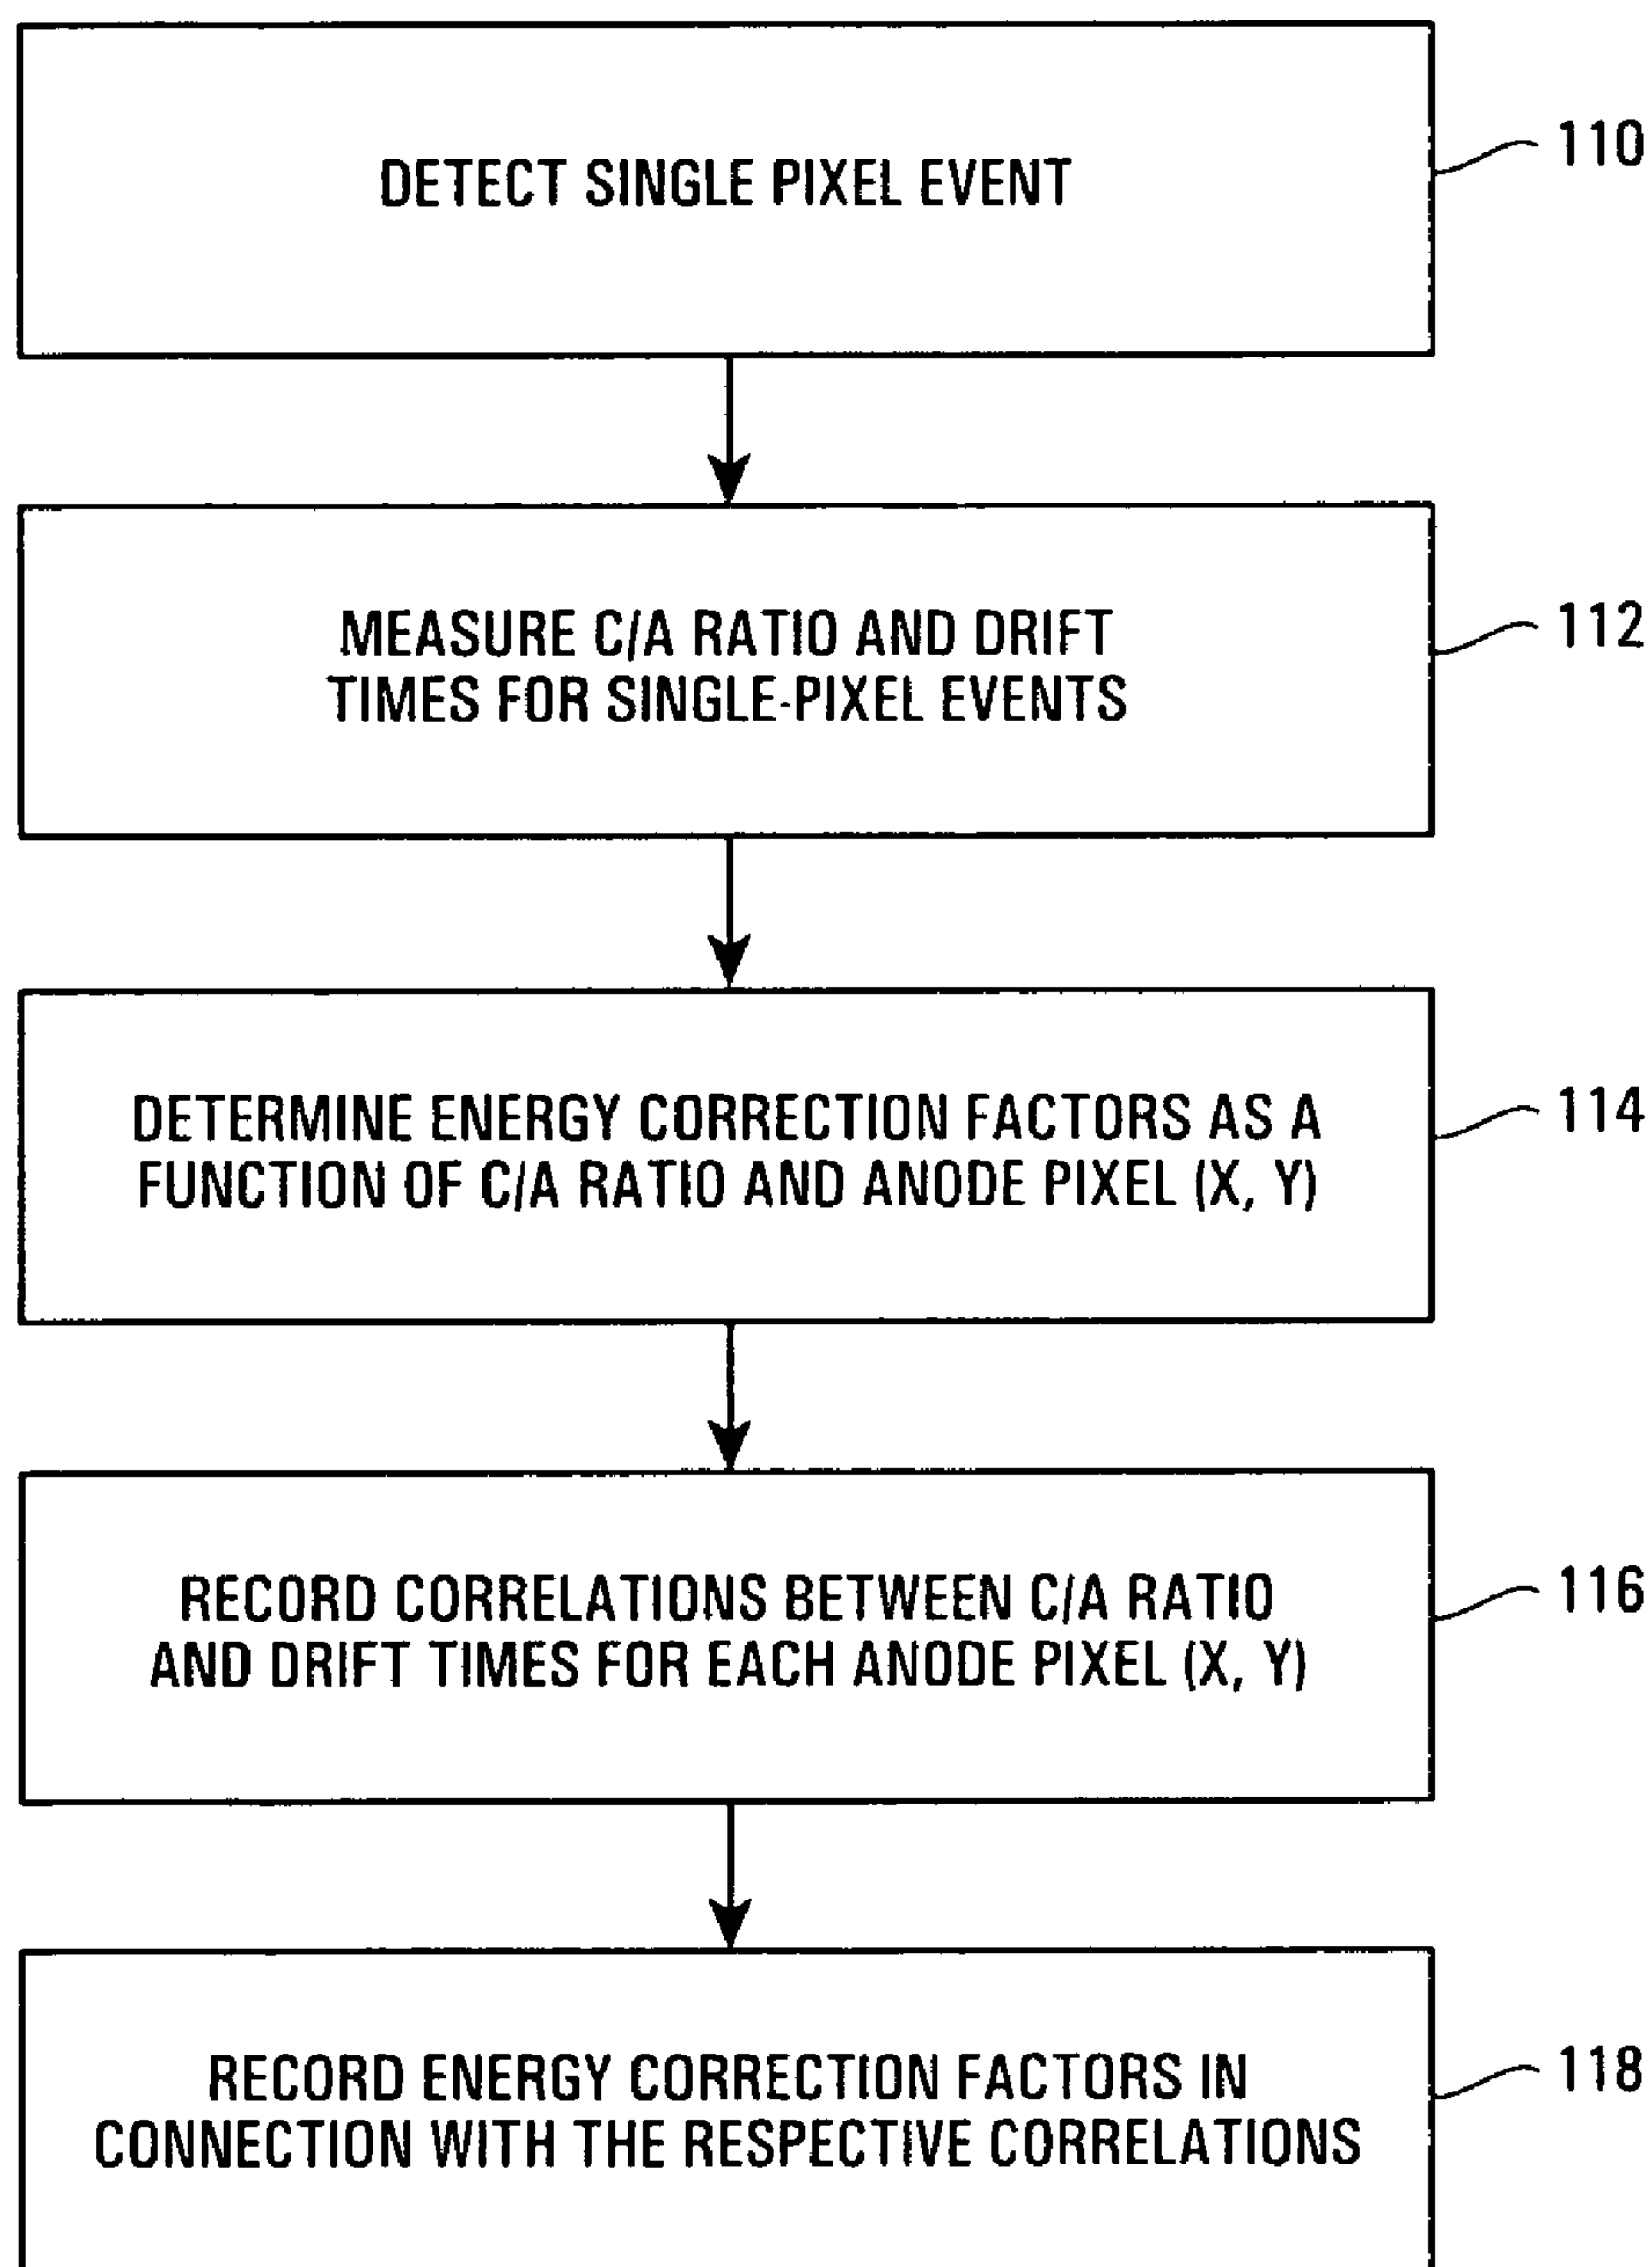 DETECT SINGLE PIXEL EVENT
110
MEASURE C/A RATIO AND DRIFT
TIMES FOR SINGLE-PIXEL EVENTS
112
DETERMINE ENERGY CORRECTION FACTORS AS A
FUNCTION OF C/A RATIO AND ANODE PIXEL (X, Y)
114
RECORD CORRELATIONS BETWEEN C/A RATIO
AND DRIFT TIMES FOR EACH ANODE PIXEL (X, Y)
116
RECORD ENERGY CORRECTION FACTORS IN
CONNECTION WITH THE RESPECTIVE CORRELATIONS
118